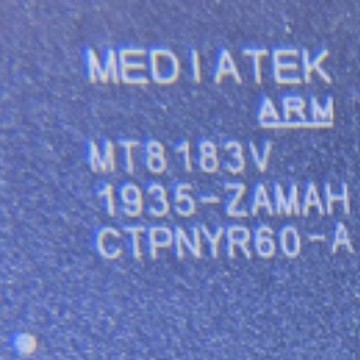 MEDIATEK
ARM
MT8183V
1935-ZAMAH
CTPNYR60-A